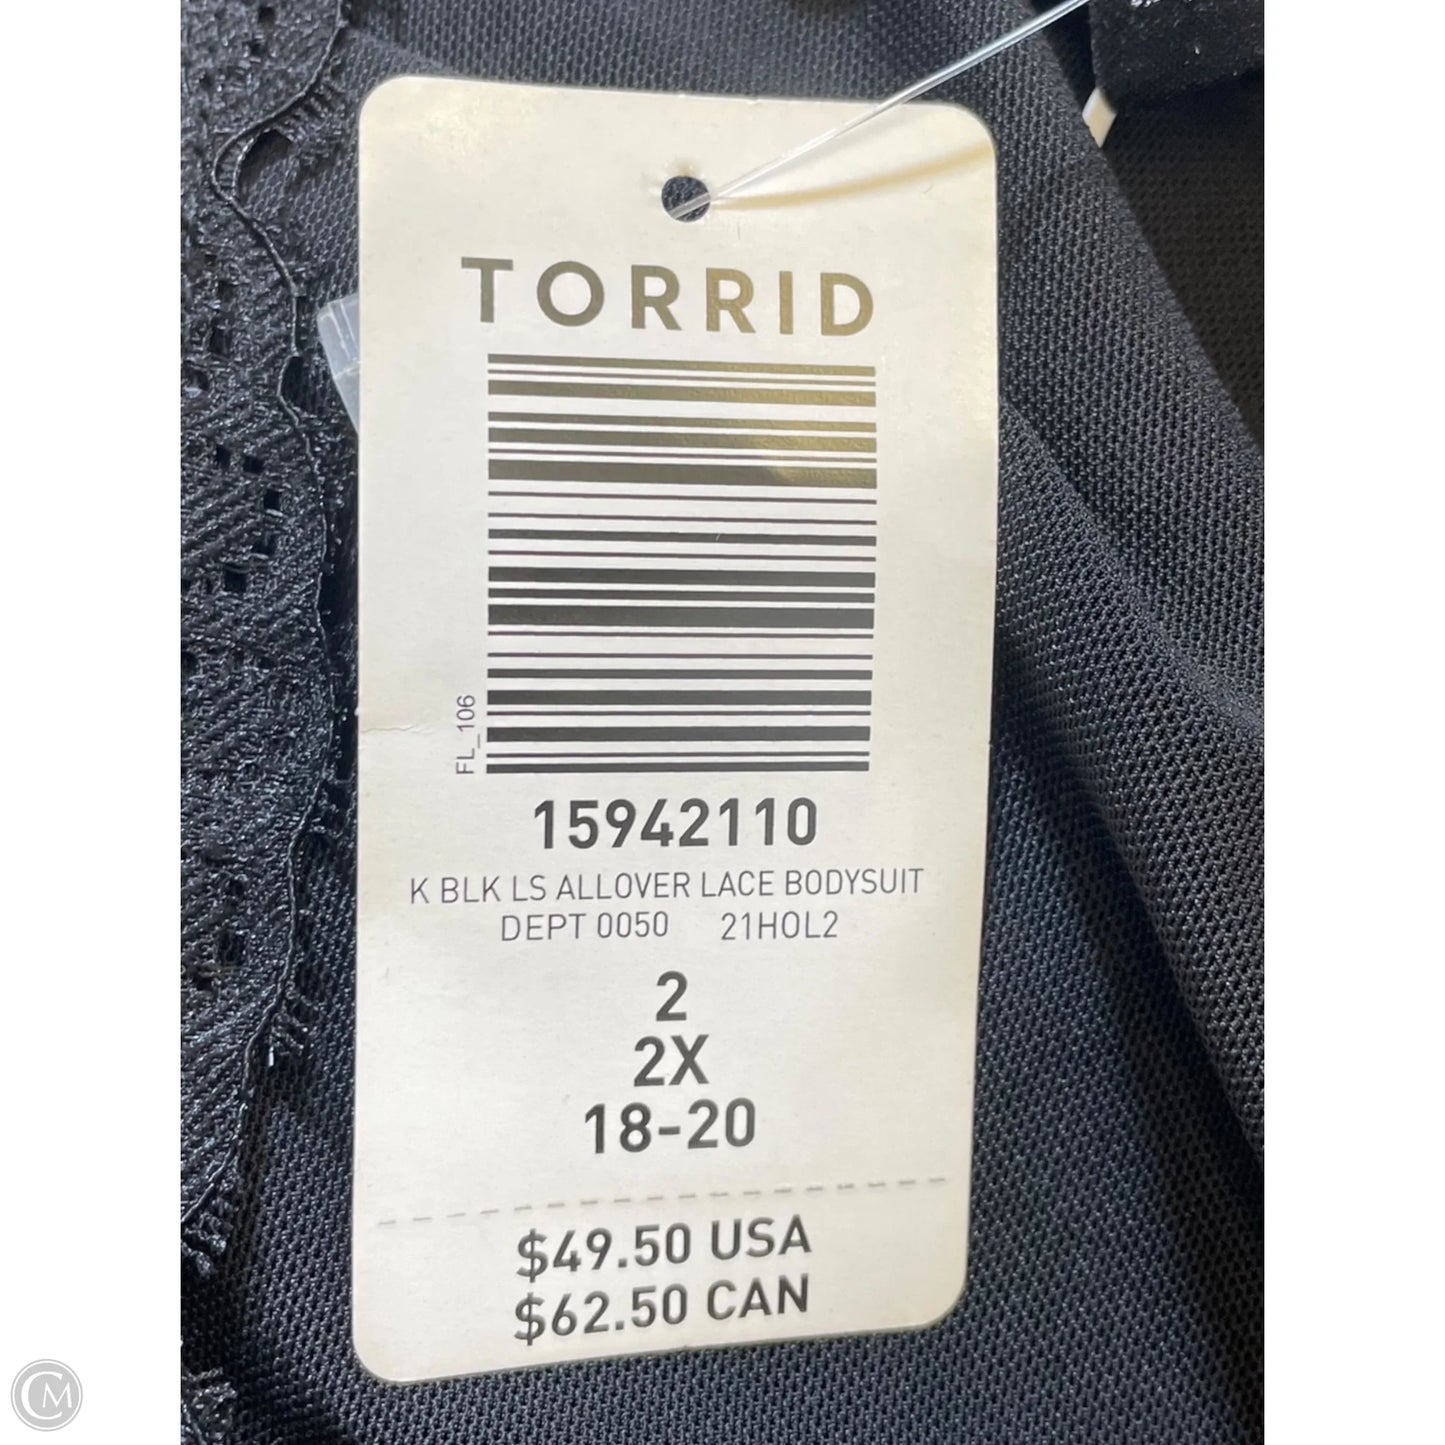 TORRID
FL_106
15942110
K BLK LS ALLOVER LACE BODYSUIT
DEPT 0050 21HOL2
2
2X
18-20
$49.50 USA
$62.50 CAN
CM